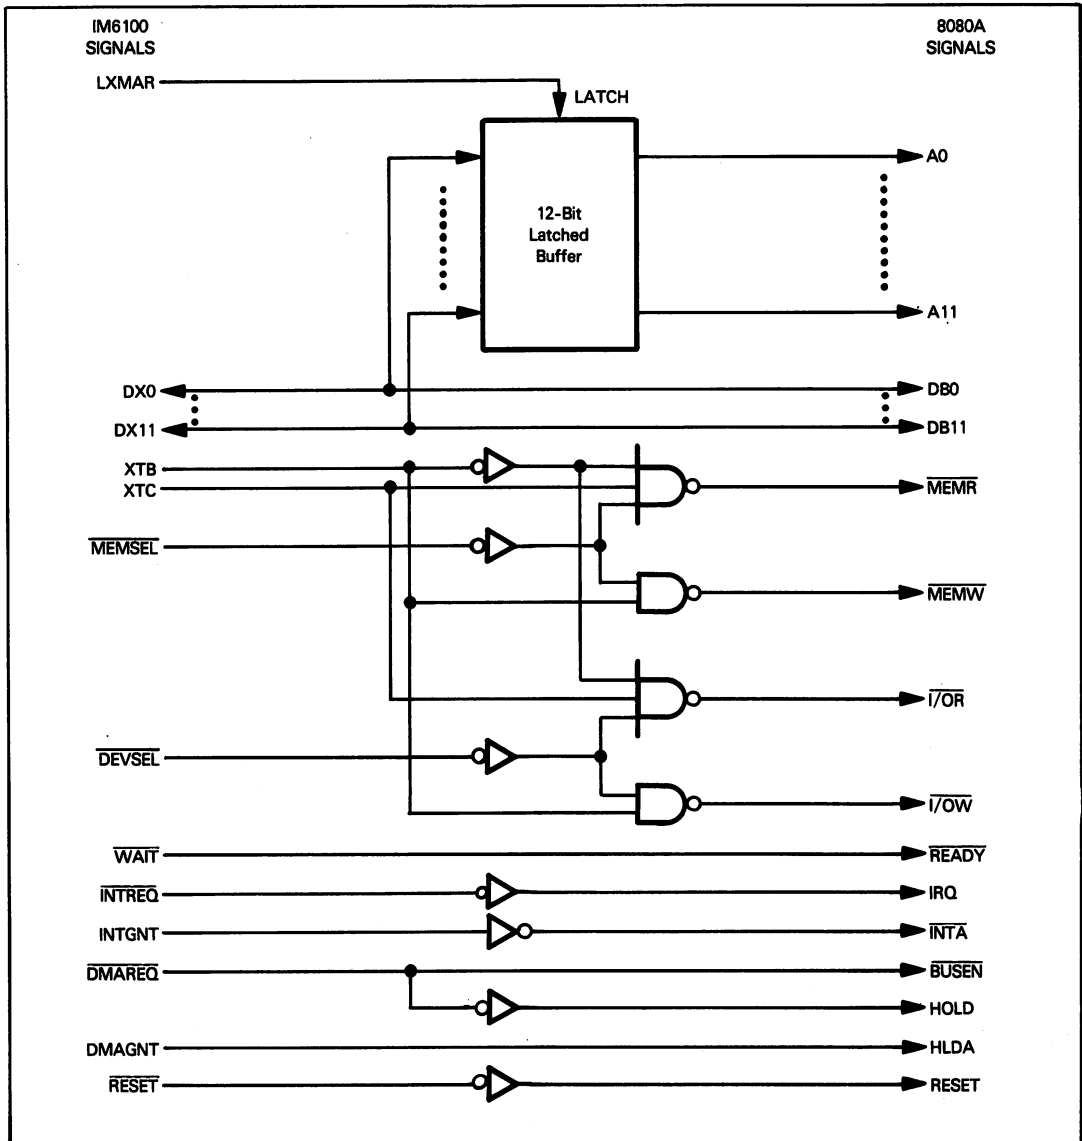 IM6100
SIGNALS
8080A
SIGNALS
LXMAR
LATCH
A0
12-Bit
Latched
Buffer
A11
DX0
DB0
DX11
DB11
XTB
XTC
MEMR
MEMSEL
MEMW
I/OR
DEVSEL
I/OW
WAIT
READY
INTREQ
IRQ
INTGNT
INTA
DMAREQ
BUSEN
HOLD
DMAGNT
HLDA
RESET
RESET